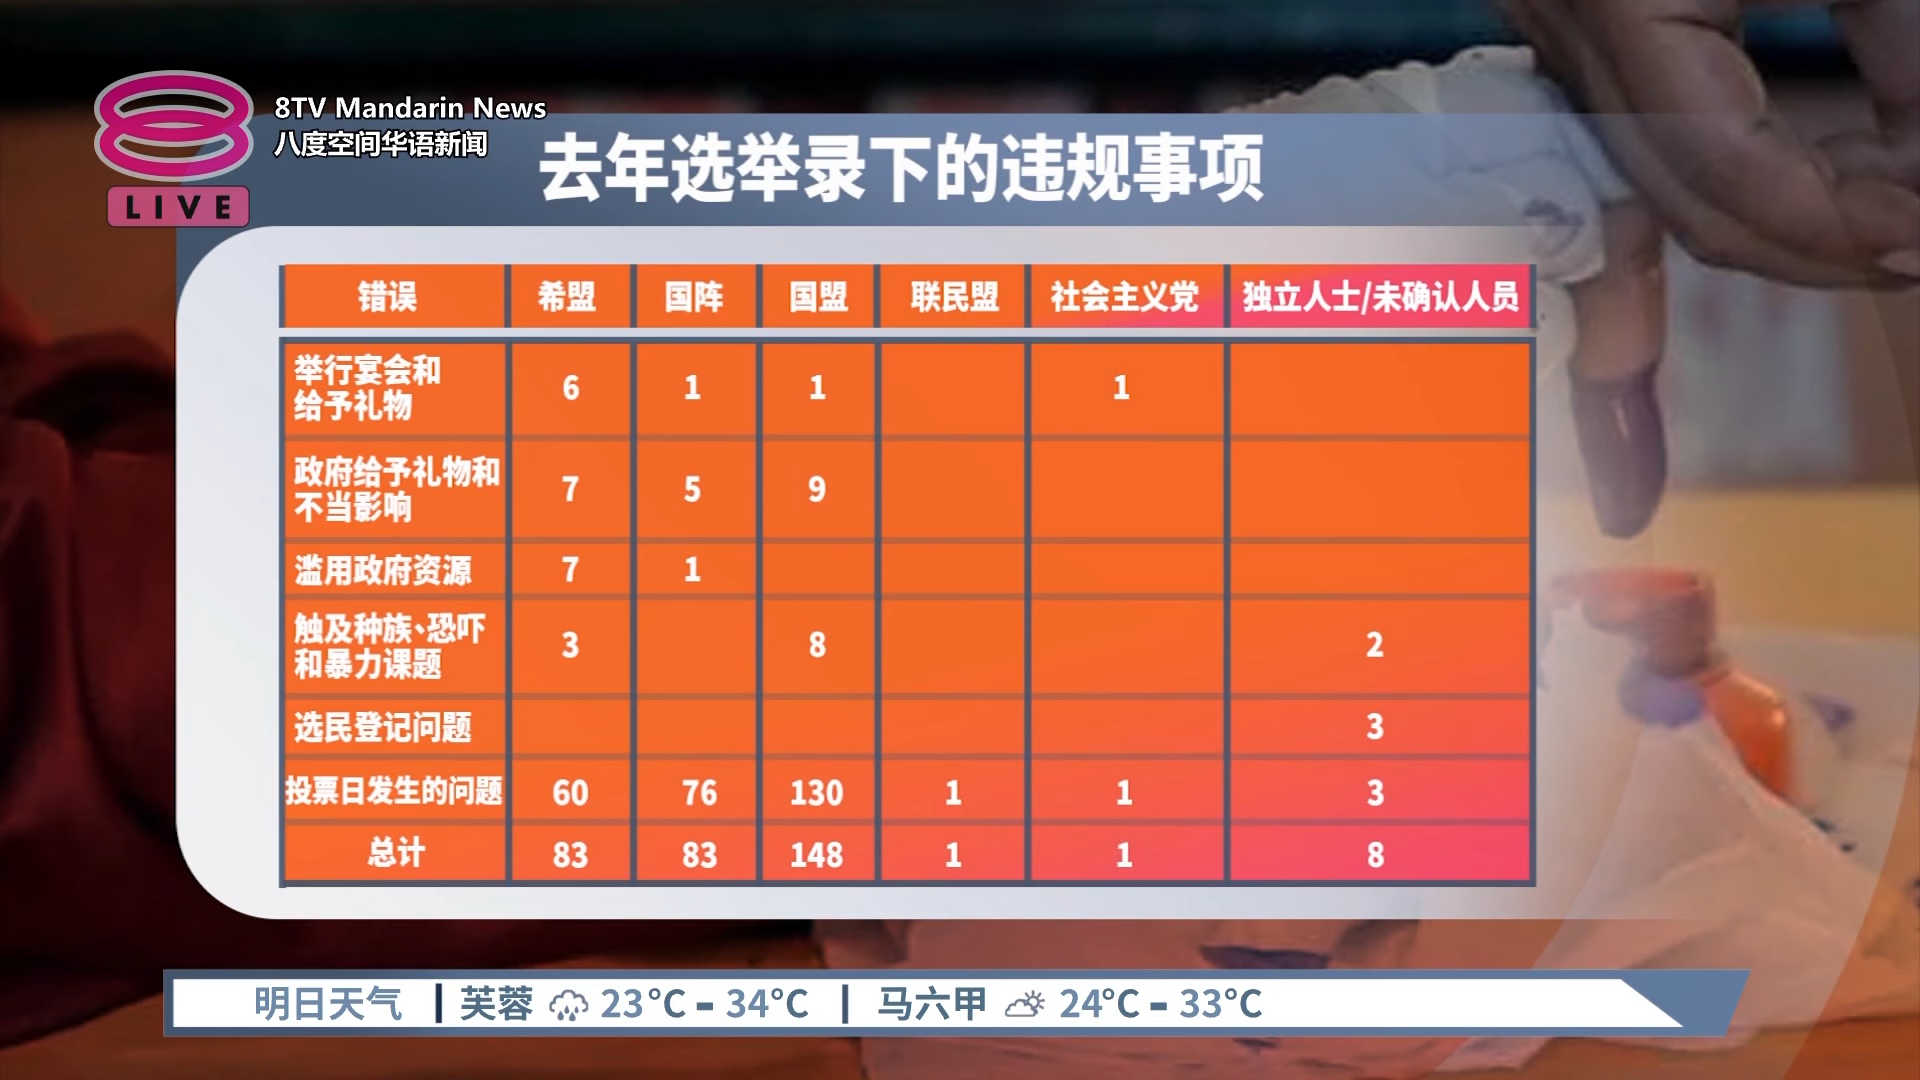 8TV Mandarin News
八度空间华语新闻
LIVE
去年选举录下的违规事项
错误 希盟 国阵 国盟 联民盟 社会主义党 独立人士/未确认人员
举行宴会和
给予礼物 6 1 1 1
政府给予礼物和
不当影响 7 5 9
滥用政府资源 7 1
触及种族、恐吓
和暴力课题 3 8 2
选民登记问题 3
投票日发生的问题 60 76 130 1 1 3
总计 83 83 148 1 1 8
明日天气 | 芙蓉 23°C - 34°C | 马六甲 24°C - 33°C